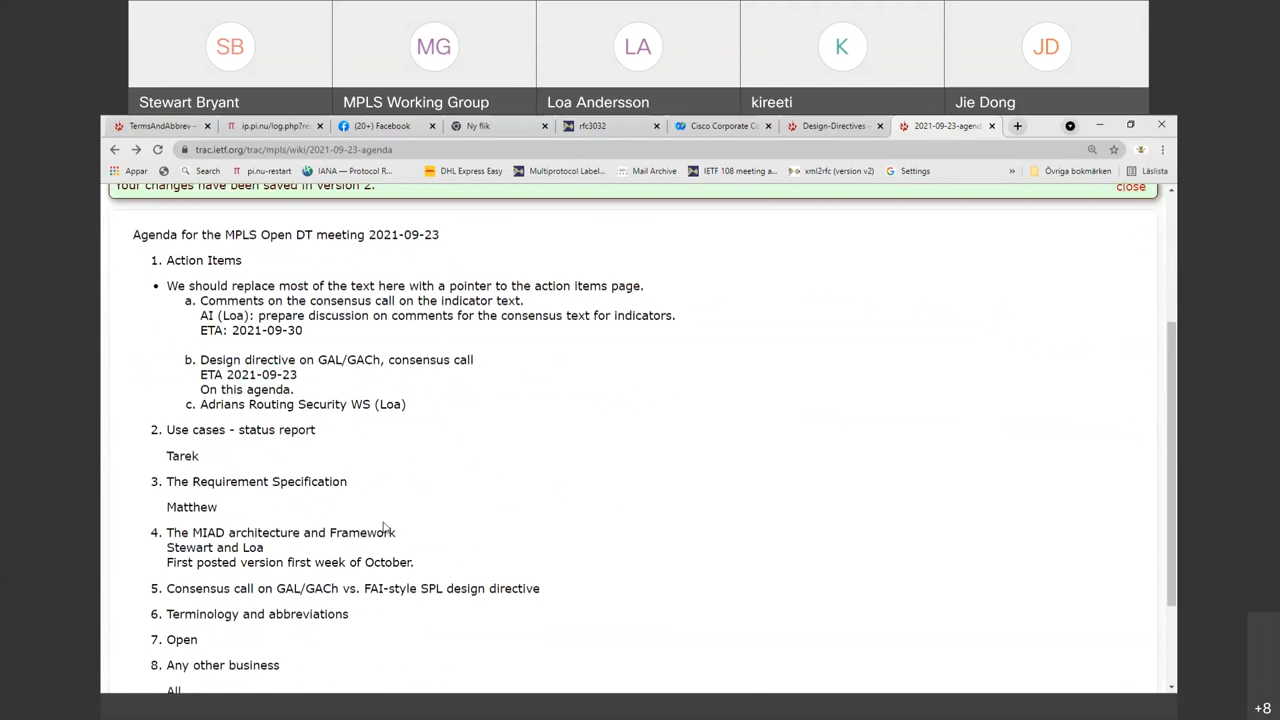 SB
MG
LA
K
JD
Stewart Bryant
MPLS Working Group
Loa Andersson
kireeti
Jie Dong
TermsAndAbbrev
ip.pi.nu/log.php?re
(20+) Facebook
Ny flik
rfc3032
Cisco Corporate C
Design-Directives
2021-09-23-agend
trac.ietf.org/trac/mpls/wiki/2021-09-23-agenda
Appar
Search
pi.nu-restart
IANA — Protocol R...
DHL Express Easy
Multiprotocol Label...
Mail Archive
IETF 108 meeting a...
xml2rfc (version v2)
Settings
»
Övriga bokmärken
Läslista
Your changes have been saved in version 2.
close
Agenda for the MPLS Open DT meeting 2021-09-23
1. Action Items
• We should replace most of the text here with a pointer to the action items page.
a. Comments on the consensus call on the indicator text.
AI (Loa): prepare discussion on comments for the consensus text for indicators.
ETA: 2021-09-30
b. Design directive on GAL/GACh, consensus call
ETA 2021-09-23
On this agenda.
c. Adrians Routing Security WS (Loa)
2. Use cases - status report
Tarek
3. The Requirement Specification
Matthew
4. The MIAD architecture and Framework
Stewart and Loa
First posted version first week of October.
5. Consensus call on GAL/GACh vs. FAI-style SPL design directive
6. Terminology and abbreviations
7. Open
8. Any other business
All
+8